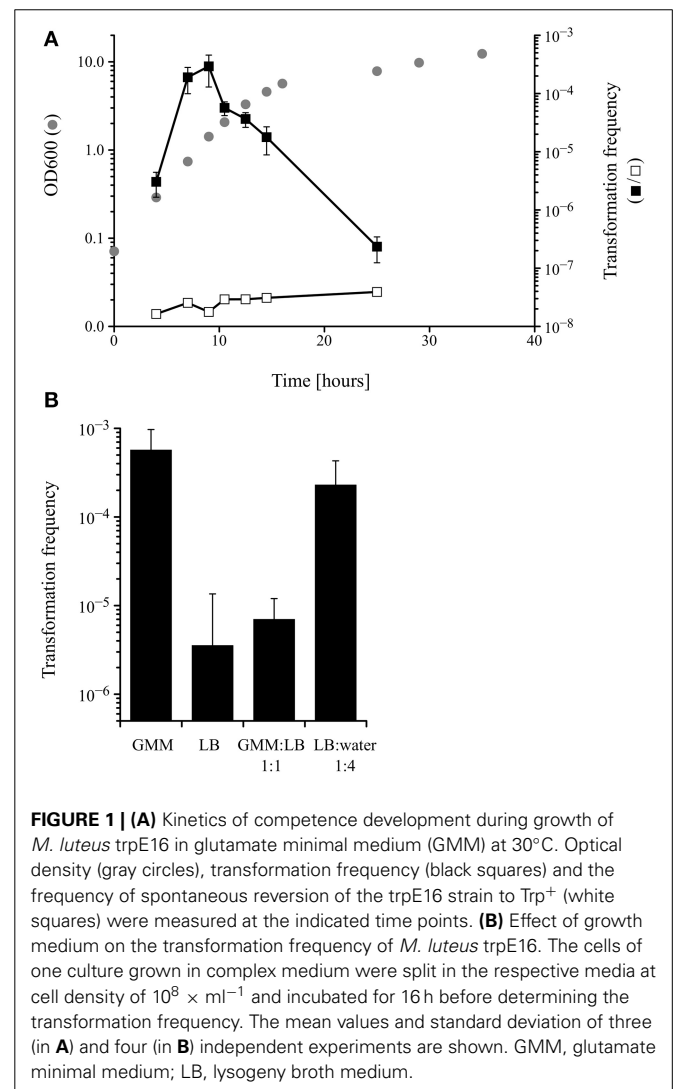 A
10.0
1.0
0.1
0.0
OD600 (●)
10⁻³
10⁻⁴
10⁻⁵
10⁻⁶
10⁻⁷
10⁻⁸
Transformation frequency
(■/□)
0 10 20 30 40
Time [hours]
B
10⁻³
10⁻⁴
10⁻⁵
10⁻⁶
Transformation frequency
GMM LB GMM:LB LB:water
1:1 1:4
FIGURE 1 | (A) Kinetics of competence development during growth of
M. luteus trpE16 in glutamate minimal medium (GMM) at 30°C. Optical
density (gray circles), transformation frequency (black squares) and the
frequency of spontaneous reversion of the trpE16 strain to Trp⁺ (white
squares) were measured at the indicated time points. (B) Effect of growth
medium on the transformation frequency of M. luteus trpE16. The cells of
one culture grown in complex medium were split in the respective media at
cell density of 10⁸ × ml⁻¹ and incubated for 16 h before determining the
transformation frequency. The mean values and standard deviation of three
(in A) and four (in B) independent experiments are shown. GMM, glutamate
minimal medium; LB, lysogeny broth medium.